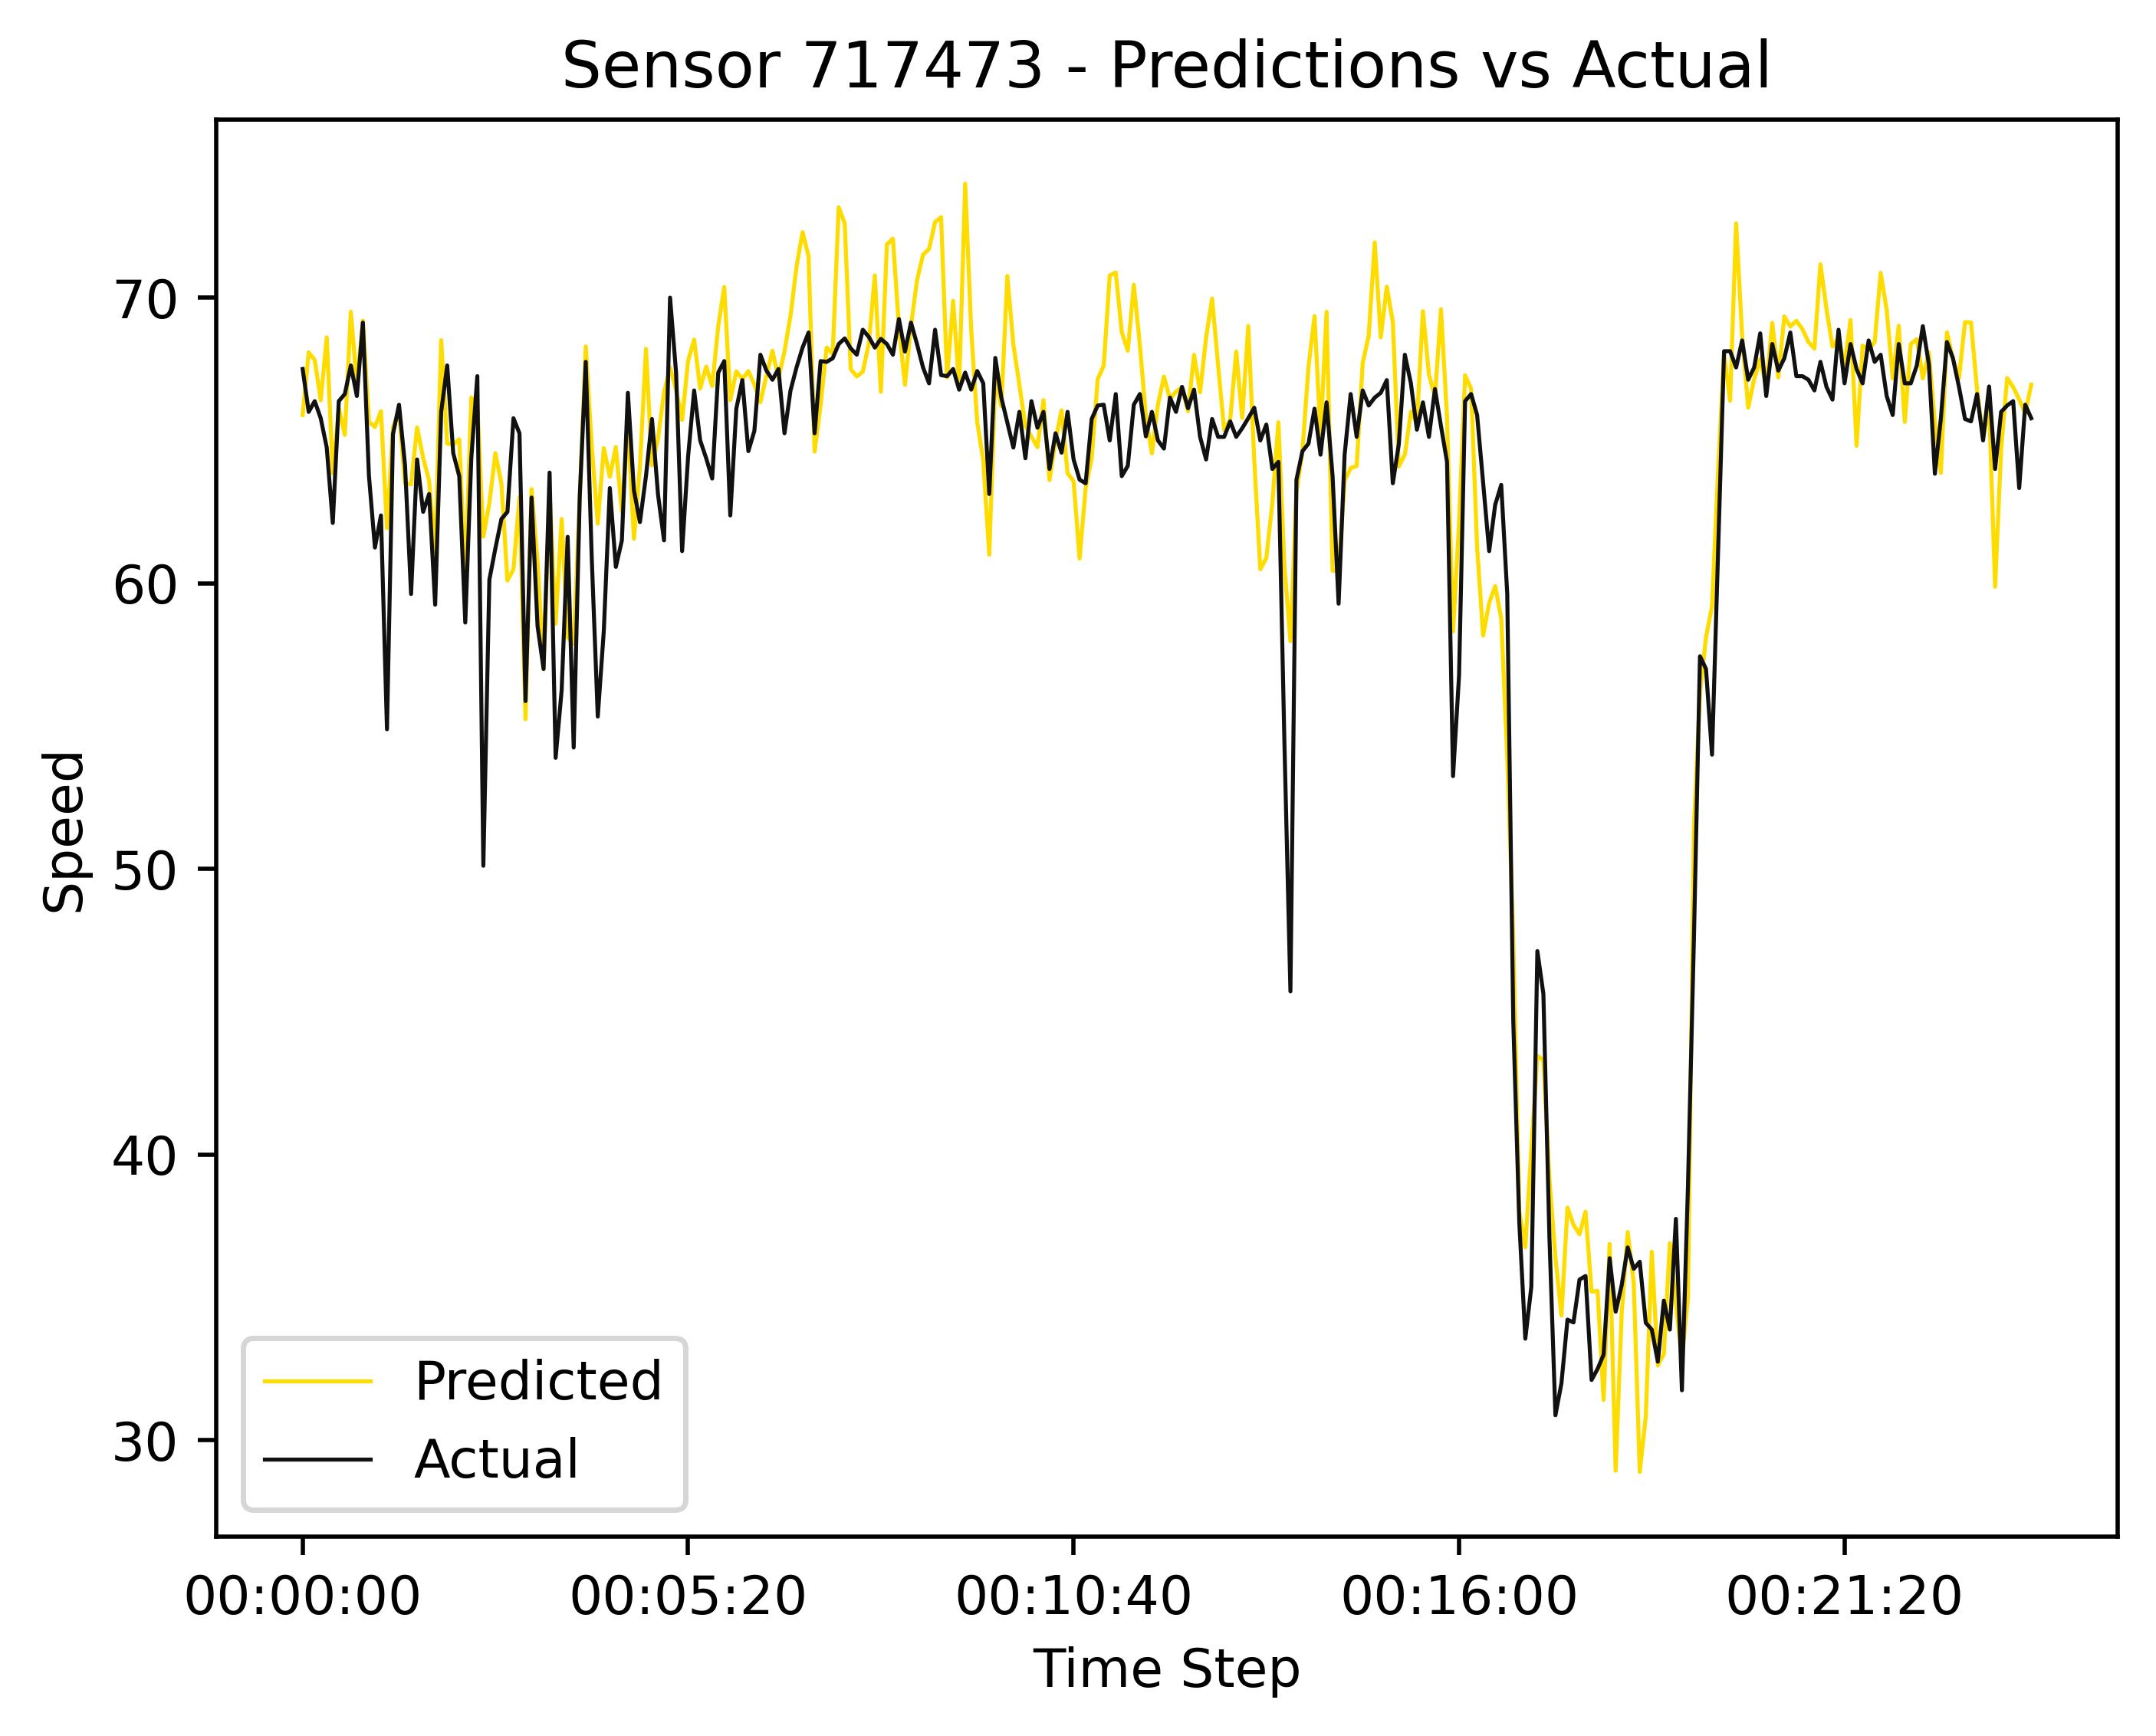 Sensor 717473 - Predictions vs Actual
70
60
50
40
30
Speed
Predicted
Actual
00:00:00 00:05:20 00:10:40 00:16:00 00:21:20
Time Step